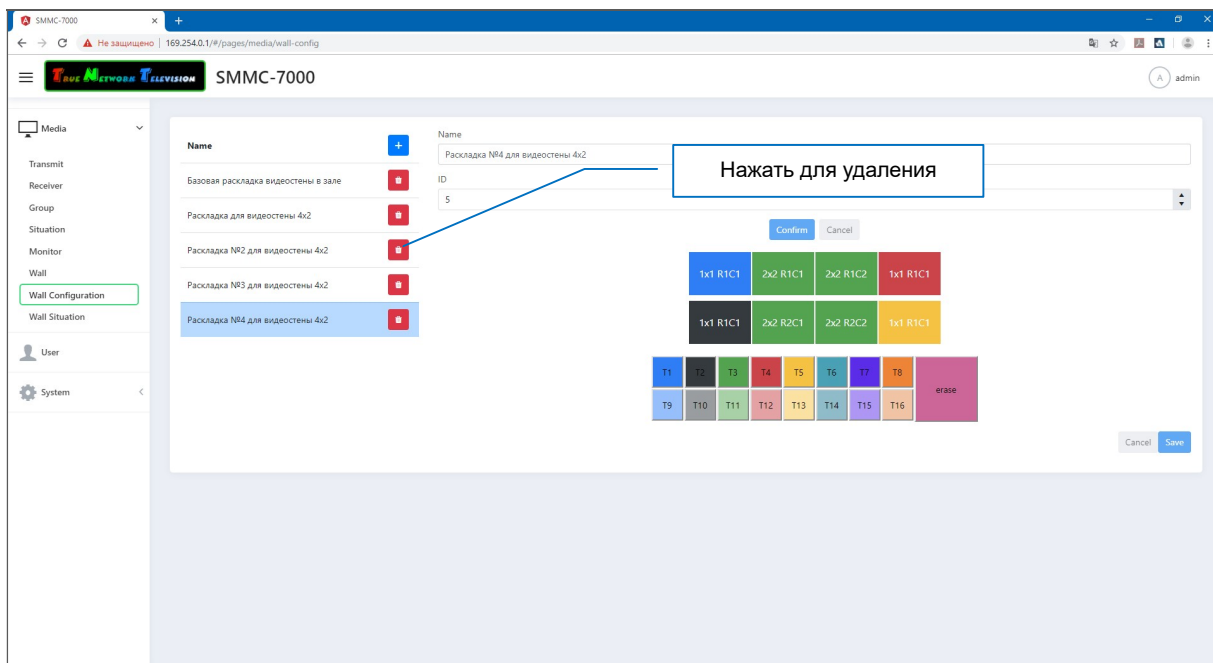 SMMC-7000
Не защищено | 169.254.0.1/#/pages/media/wall-config
True Network Television
SMMC-7000
A admin
Media
Transmit
Receiver
Group
Situation
Monitor
Wall
Wall Configuration
Wall Situation
User
System
Name
Базовая раскладка видеостены в зале
Раскладка для видеостены 4x2
Раскладка №2 для видеостены 4x2
Раскладка №3 для видеостены 4x2
Раскладка №4 для видеостены 4x2
Name
Раскладка №4 для видеостены 4x2
Нажать для удаления
ID
5
Confirm Cancel
1x1 R1C1 2x2 R1C1 2x2 R1C2 1x1 R1C1
1x1 R1C1 2x2 R2C1 2x2 R2C2 1x1 R1C1
T1 T2 T3 T4 T5 T6 T7 T8
erase
T9 T10 T11 T12 T13 T14 T15 T16
Cancel Save